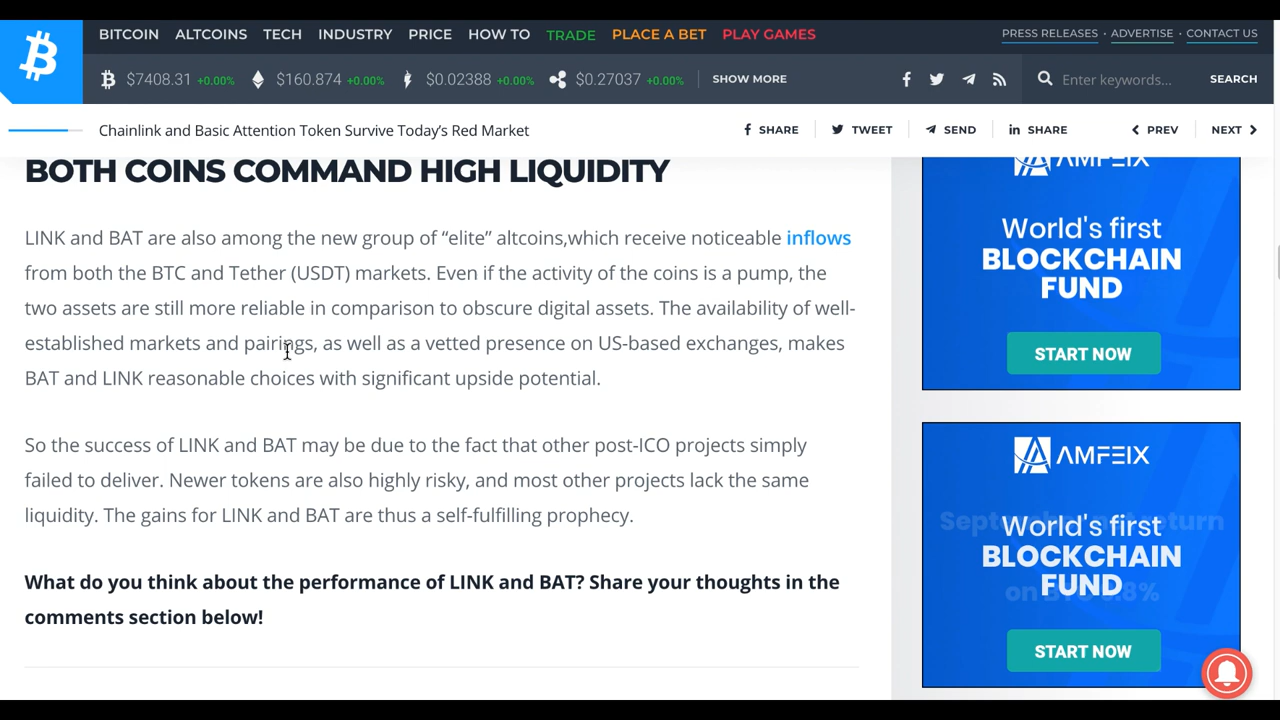 BITCOIN ALTCOINS TECH INDUSTRY PRICE HOW TO TRADE PLACE A BET PLAY GAMES
PRESS RELEASES • ADVERTISE • CONTACT US
$7408.31 +0.00% $160.874 +0.00% $0.02388 +0.00% $0.27037 +0.00% SHOW MORE
Enter keywords... SEARCH
Chainlink and Basic Attention Token Survive Today's Red Market
SHARE TWEET SEND SHARE PREV NEXT
BOTH COINS COMMAND HIGH LIQUIDITY
LINK and BAT are also among the new group of “elite” altcoins,which receive noticeable inflows
from both the BTC and Tether (USDT) markets. Even if the activity of the coins is a pump, the
two assets are still more reliable in comparison to obscure digital assets. The availability of well-
established markets and pairings, as well as a vetted presence on US-based exchanges, makes
BAT and LINK reasonable choices with significant upside potential.
So the success of LINK and BAT may be due to the fact that other post-ICO projects simply
failed to deliver. Newer tokens are also highly risky, and most other projects lack the same
liquidity. The gains for LINK and BAT are thus a self-fulfilling prophecy.
What do you think about the performance of LINK and BAT? Share your thoughts in the
comments section below!
AMFEIX
World's first
BLOCKCHAIN
FUND
START NOW
AMFEIX
World's first
BLOCKCHAIN
FUND
START NOW